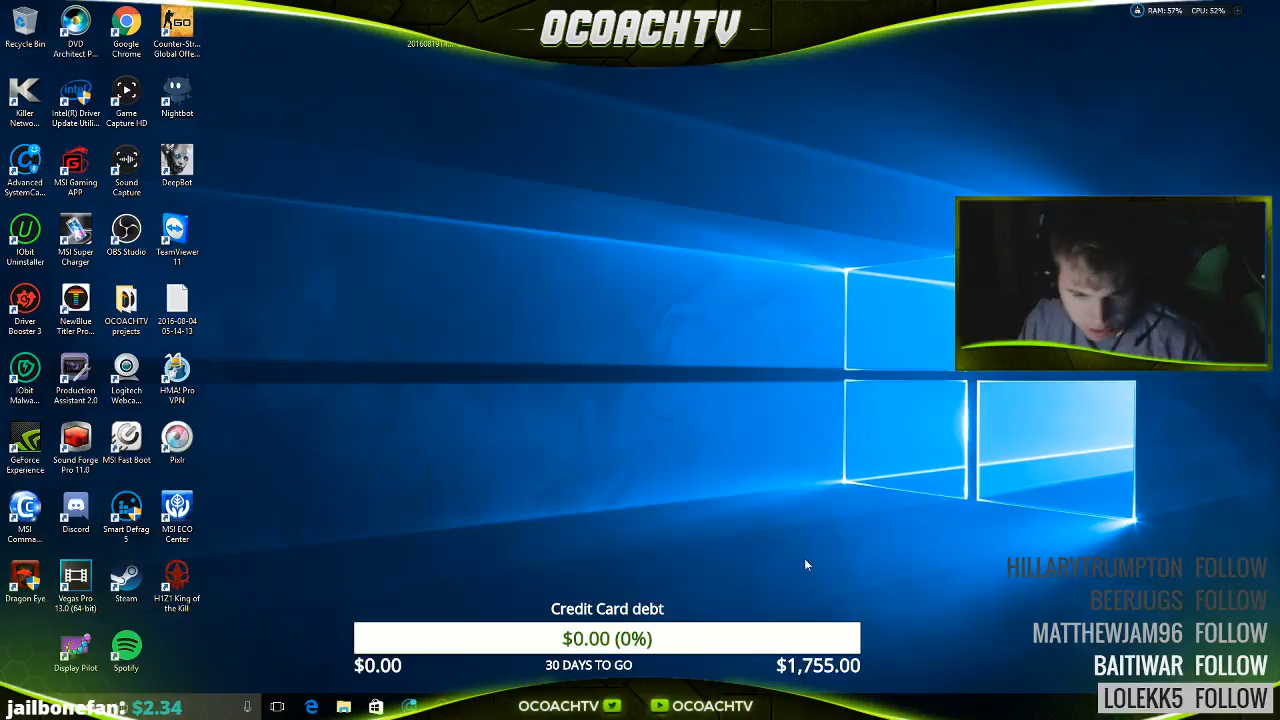 OCOACHTV
RAM: 57% CPU: 52%
2016081914...
Recycle Bin
DVD Architect P...
Google Chrome
Counter-Str... Global Offe...
Killer Netwo...
Intel(R) Driver Update Utili...
Game Capture HD
Nightbot
Advanced SystemCa...
MSI Gaming APP
Sound Capture
DeepBot
IObit Uninstaller
MSI Super Charger
OBS Studio
TeamViewer 11
Driver Booster 3
NewBlue Titler Pro...
OCOACHTV projects
2016-08-04 05-14-13
IObit Malwa...
Production Assistant 2.0
Logitech Webca...
HMA! Pro VPN
GeForce Experience
Sound Forge Pro 11.0
MSI Fast Boot
Pixlr
MSI Comma...
Discord
Smart Defrag 5
MSI ECO Center
Dragon Eye
Vegas Pro 13.0 (64-bit)
Steam
H1Z1 King of the Kill
Display Pilot
Spotify
Credit Card debt
$0.00 (0%)
$0.00 30 DAYS TO GO $1,755.00
HILLARYTRUMPTON FOLLOW
BEERJUGS FOLLOW
MATTHEWJAM96 FOLLOW
BAITIWAR FOLLOW
LOLEKK5 FOLLOW
jailbonefan: $2.34
OCOACHTV OCOACHTV